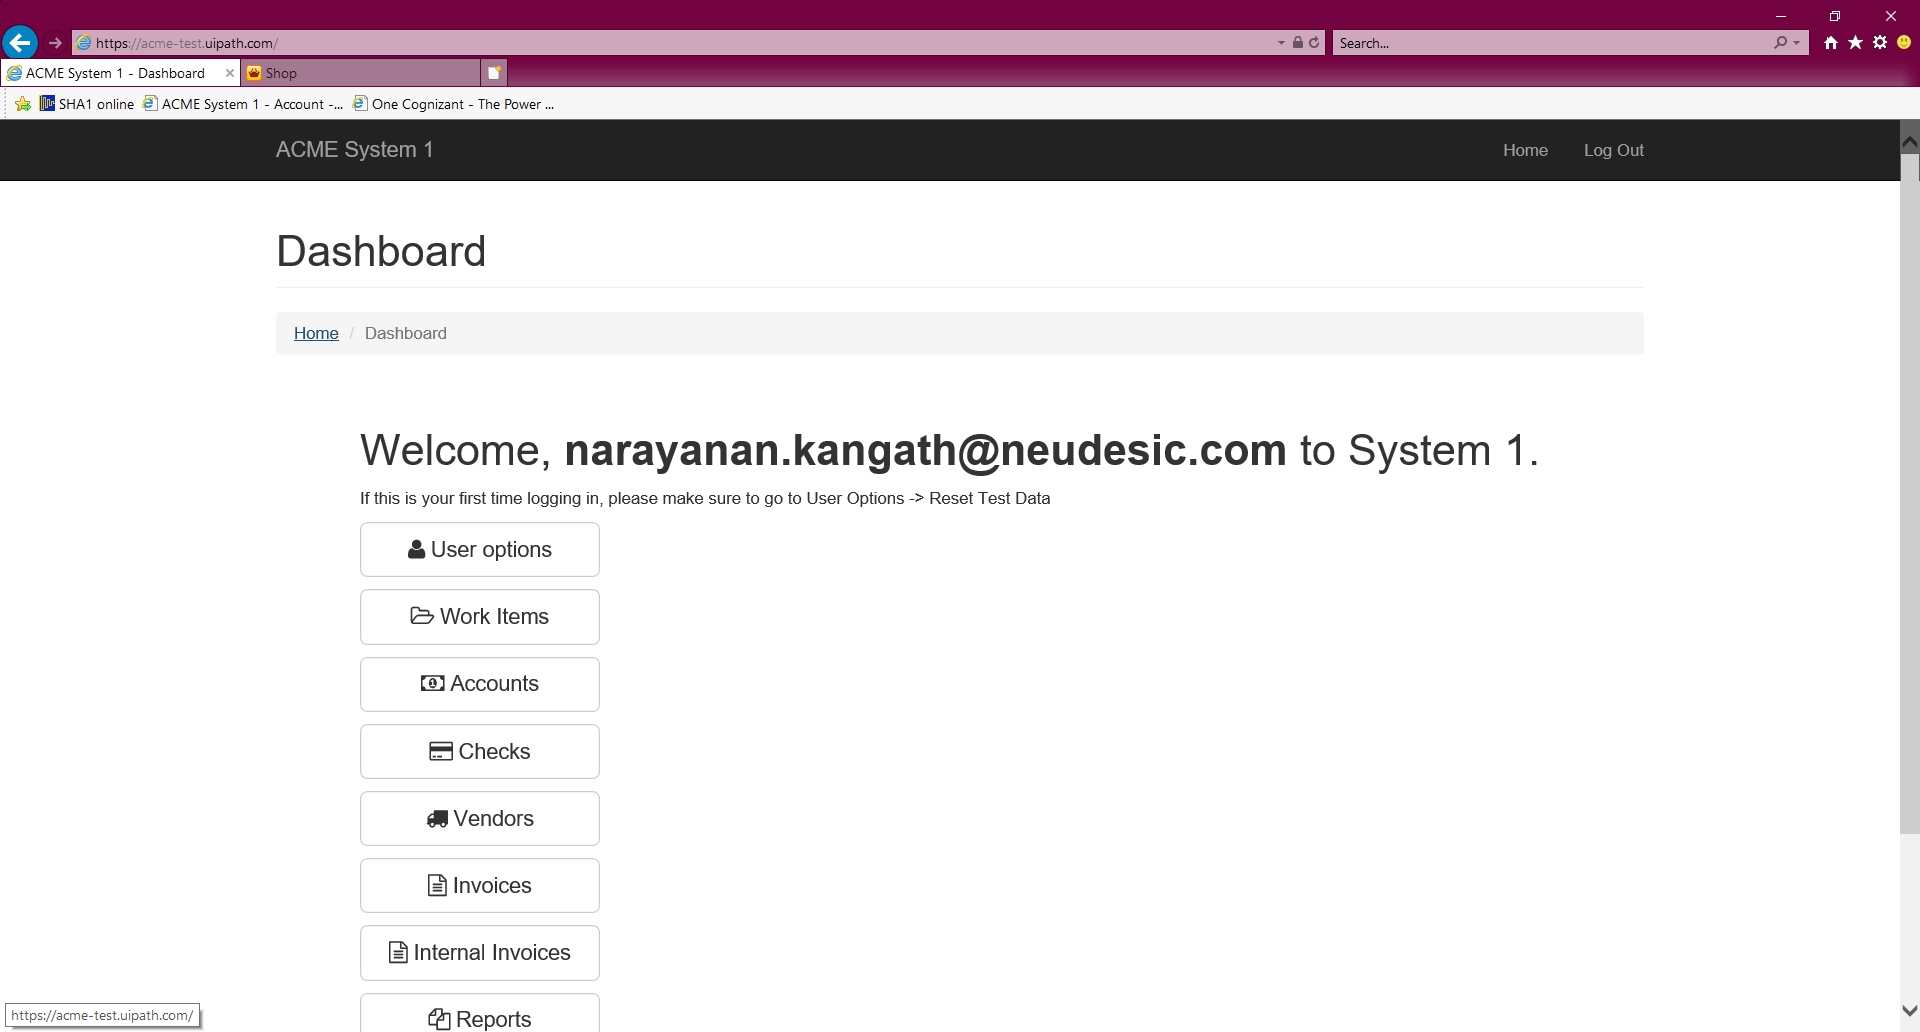 https://acme-test.uipath.com/
Search...
ACME System 1 - Dashboard
Shop
SHA1 online
ACME System 1 - Account -...
One Cognizant - The Power ...
ACME System 1
Home
Log Out
Dashboard
Home / Dashboard
Welcome, narayanan.kangath@neudesic.com to System 1.
If this is your first time logging in, please make sure to go to User Options -> Reset Test Data
User options
Work Items
Accounts
Checks
Vendors
Invoices
Internal Invoices
Reports
https://acme-test.uipath.com/